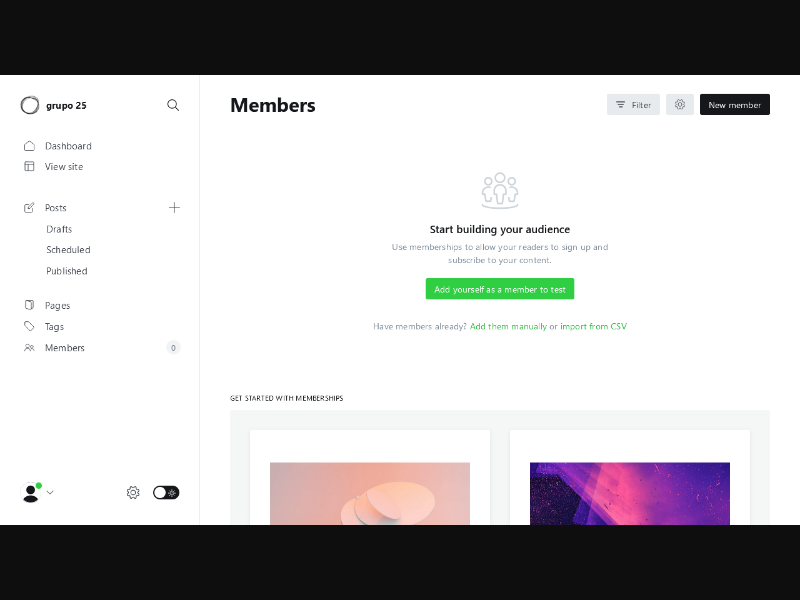 grupo 25
Dashboard
View site
Posts
Drafts
Scheduled
Published
Pages
Tags
Members
0
Members
Filter
New member
Start building your audience
Use memberships to allow your readers to sign up and
subscribe to your content.
Add yourself as a member to test
Have members already? Add them manually or import from CSV
GET STARTED WITH MEMBERSHIPS